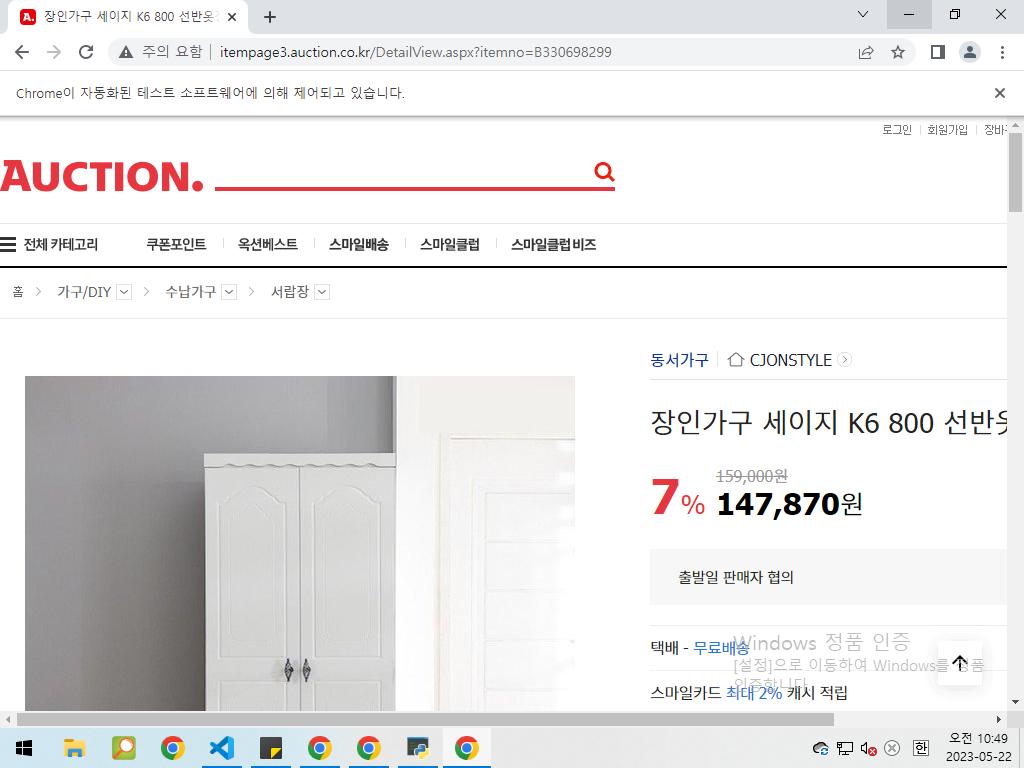 장인가구 세이지 K6 800 선반옷
주의 요함
itempage3.auction.co.kr/DetailView.aspx?itemno=B330698299
Chrome이 자동화된 테스트 소프트웨어에 의해 제어되고 있습니다.
로그인 회원가입 장바
AUCTION.
전체 카테고리 쿠폰포인트 옥션베스트 스마일배송 스마일클럽 스마일클럽 비즈
홈 가구/DIY 수납가구 서랍장
동서가구 CJONSTYLE
장인가구 세이지 K6 800 선반옷
159,000원
7% 147,870원
출발일 판매자 협의
택배 - 무료배송
Windows 정품 인증
[설정]으로 이동하여 Windows를 정품
인증합니다.
스마일카드 최대 2% 캐시 적립
한
오전 10:49
2023-05-22